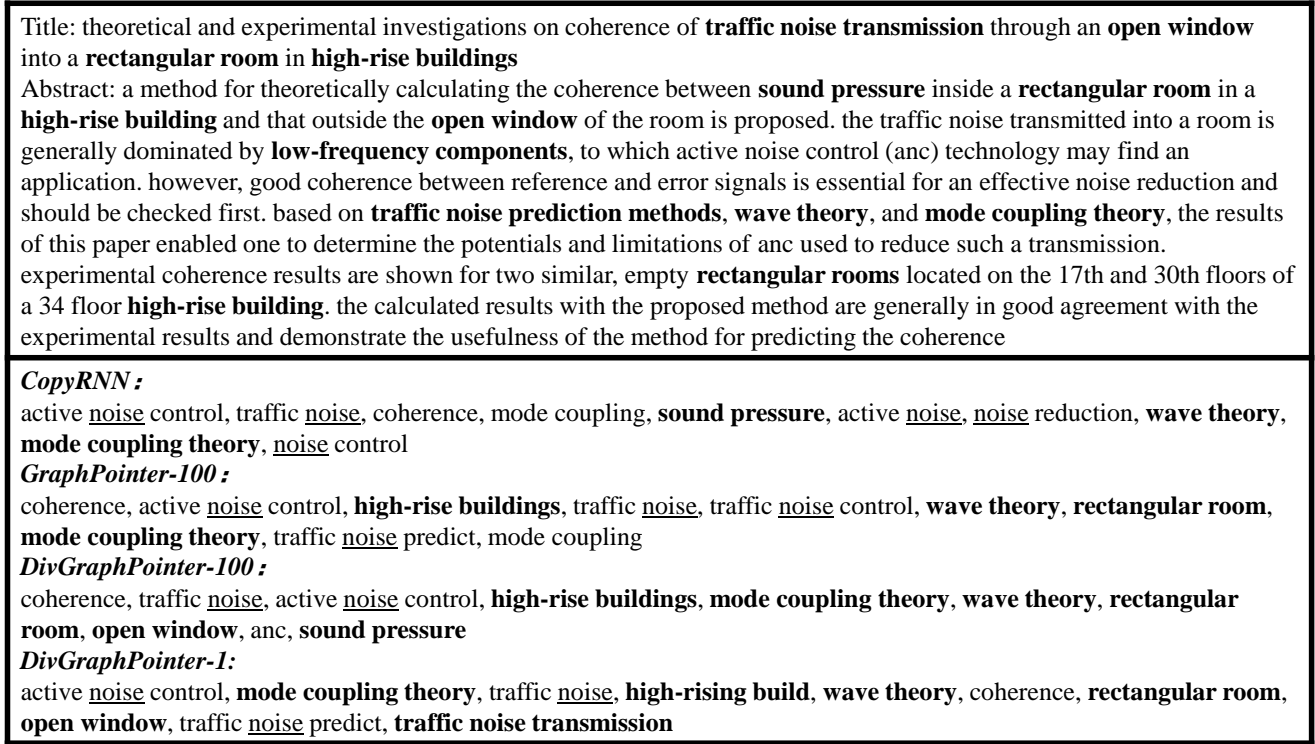 Title: theoretical and experimental investigations on coherence of traffic noise transmission through an open window
into a rectangular room in high-rise buildings
Abstract: a method for theoretically calculating the coherence between sound pressure inside a rectangular room in a
high-rise building and that outside the open window of the room is proposed. the traffic noise transmitted into a room is
generally dominated by low-frequency components, to which active noise control (anc) technology may find an
application. however, good coherence between reference and error signals is essential for an effective noise reduction and
should be checked first. based on traffic noise prediction methods, wave theory, and mode coupling theory, the results
of this paper enabled one to determine the potentials and limitations of anc used to reduce such a transmission.
experimental coherence results are shown for two similar, empty rectangular rooms located on the 17th and 30th floors of
a 34 floor high-rise building. the calculated results with the proposed method are generally in good agreement with the
experimental results and demonstrate the usefulness of the method for predicting the coherence
CopyRNN：
active noise control, traffic noise, coherence, mode coupling, sound pressure, active noise, noise reduction, wave theory,
mode coupling theory, noise control
GraphPointer-100：
coherence, active noise control, high-rise buildings, traffic noise, traffic noise control, wave theory, rectangular room,
mode coupling theory, traffic noise predict, mode coupling
DivGraphPointer-100：
coherence, traffic noise, active noise control, high-rise buildings, mode coupling theory, wave theory, rectangular
room, open window, anc, sound pressure
DivGraphPointer-1:
active noise control, mode coupling theory, traffic noise, high-rising build, wave theory, coherence, rectangular room,
open window, traffic noise predict, traffic noise transmission